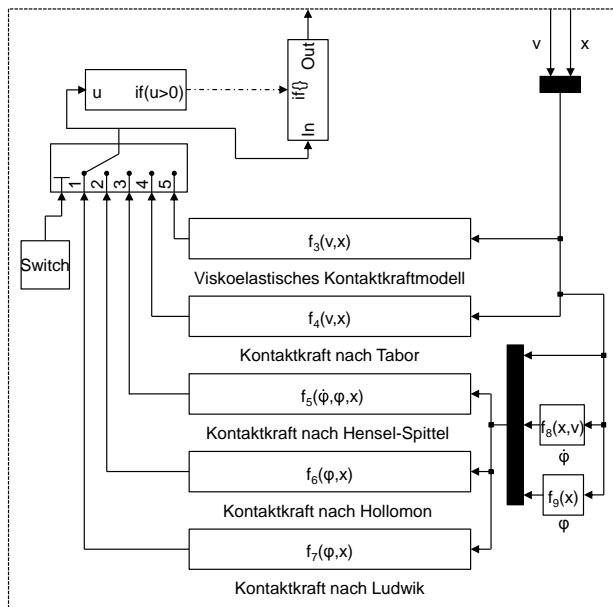 v x
u if(u>0)
if{}
Out
In
1 2 3 4 5
Switch
f₃(v,x)
Viskoelastisches Kontaktkraftmodell
f₄(v,x)
Kontaktkraft nach Tabor
f₅(φ̇,φ,x)
Kontaktkraft nach Hensel-Spittel
f₆(φ,x)
Kontaktkraft nach Hollomon
f₇(φ,x)
Kontaktkraft nach Ludwik
f₈(x,v)
φ̇
f₉(x)
φ